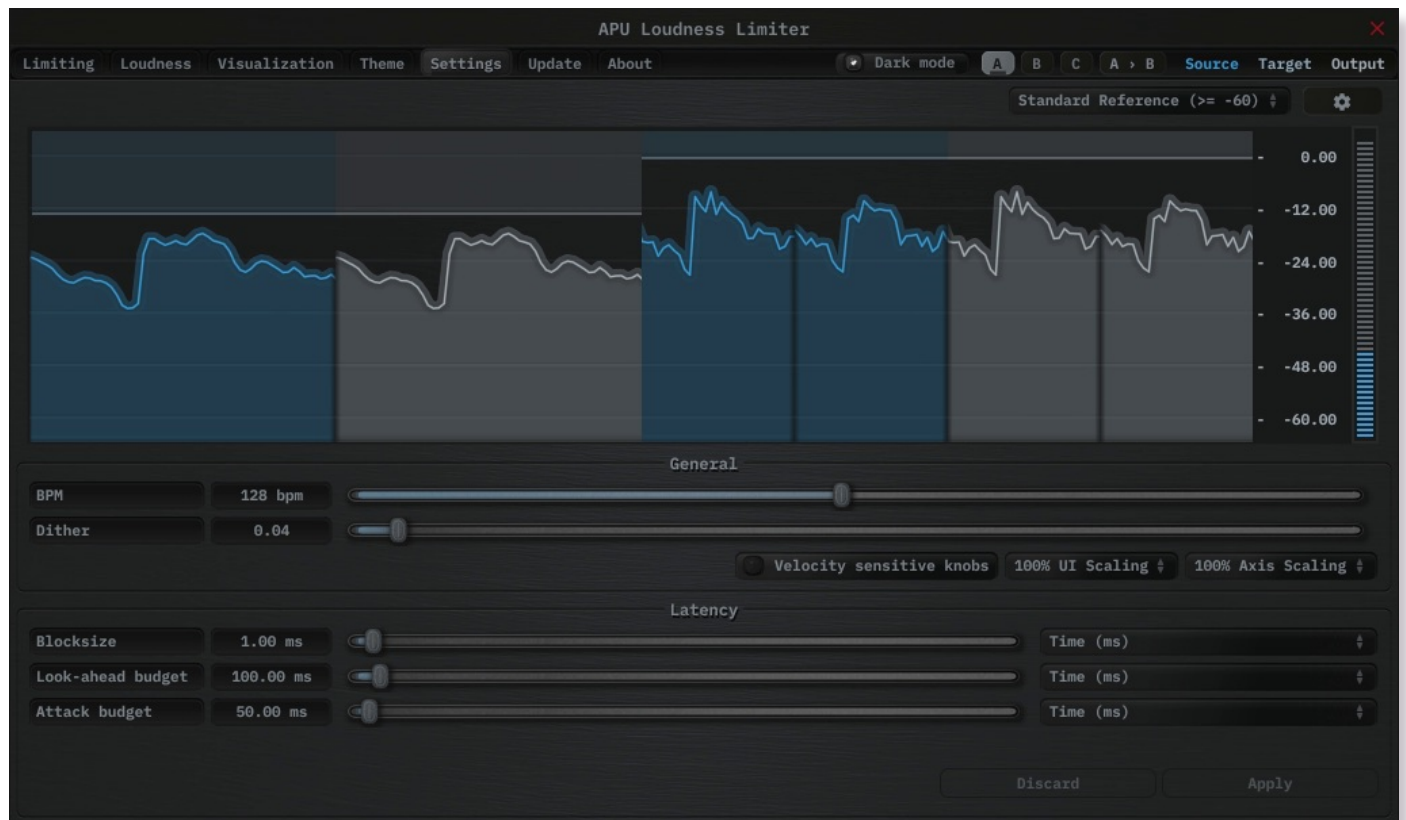 APU Loudness Limiter
Limiting Loudness Visualization Theme Settings Update About Dark mode A B C A › B Source Target Output
Standard Reference (>= -60)
- 0.00
- -12.00
- -24.00
- -36.00
- -48.00
- -60.00
General
BPM 128 bpm
Dither 0.04
Velocity sensitive knobs 100% UI Scaling 100% Axis Scaling
Latency
Blocksize 1.00 ms Time (ms)
Look-ahead budget 100.00 ms Time (ms)
Attack budget 50.00 ms Time (ms)
Discard Apply